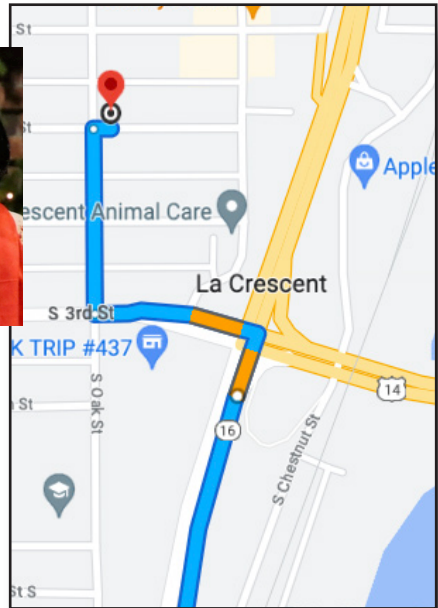 St
St
escent Animal Care
Apple
La Crescent
S 3rd St
K TRIP #437
14
St
S Oak St
16
S Chestnut St
St S